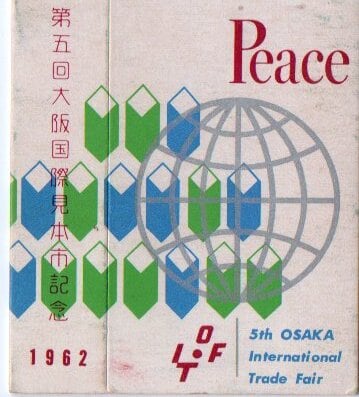 第五回大阪国際見本市記念
1962
Peace
IOTF
5th OSAKA
International
Trade Fair